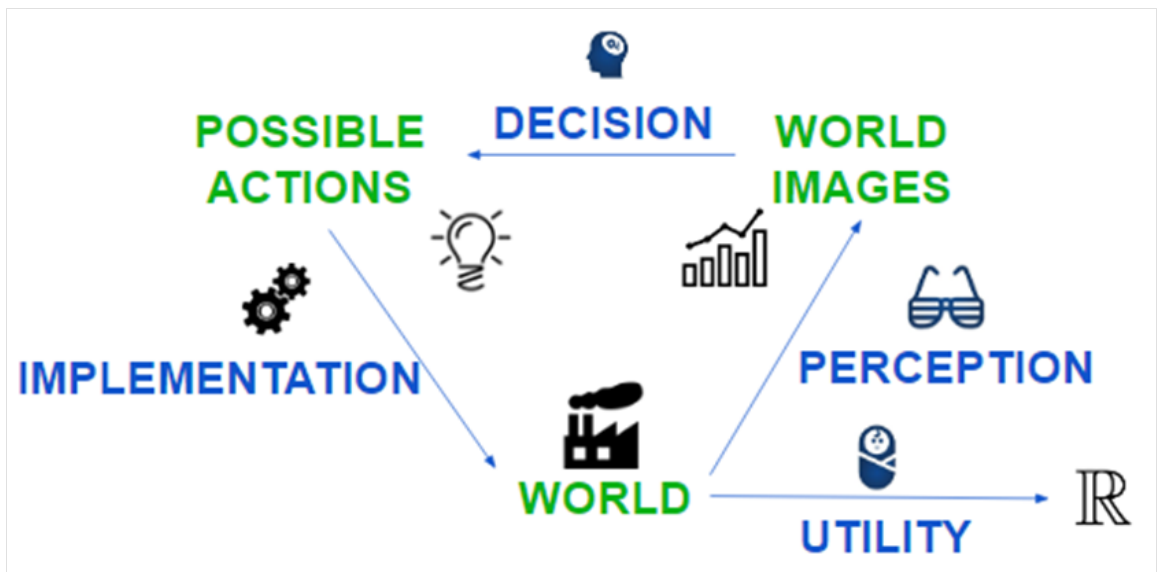 DECISION
POSSIBLE
ACTIONS
WORLD
IMAGES
IMPLEMENTATION
PERCEPTION
WORLD
UTILITY
ℝ